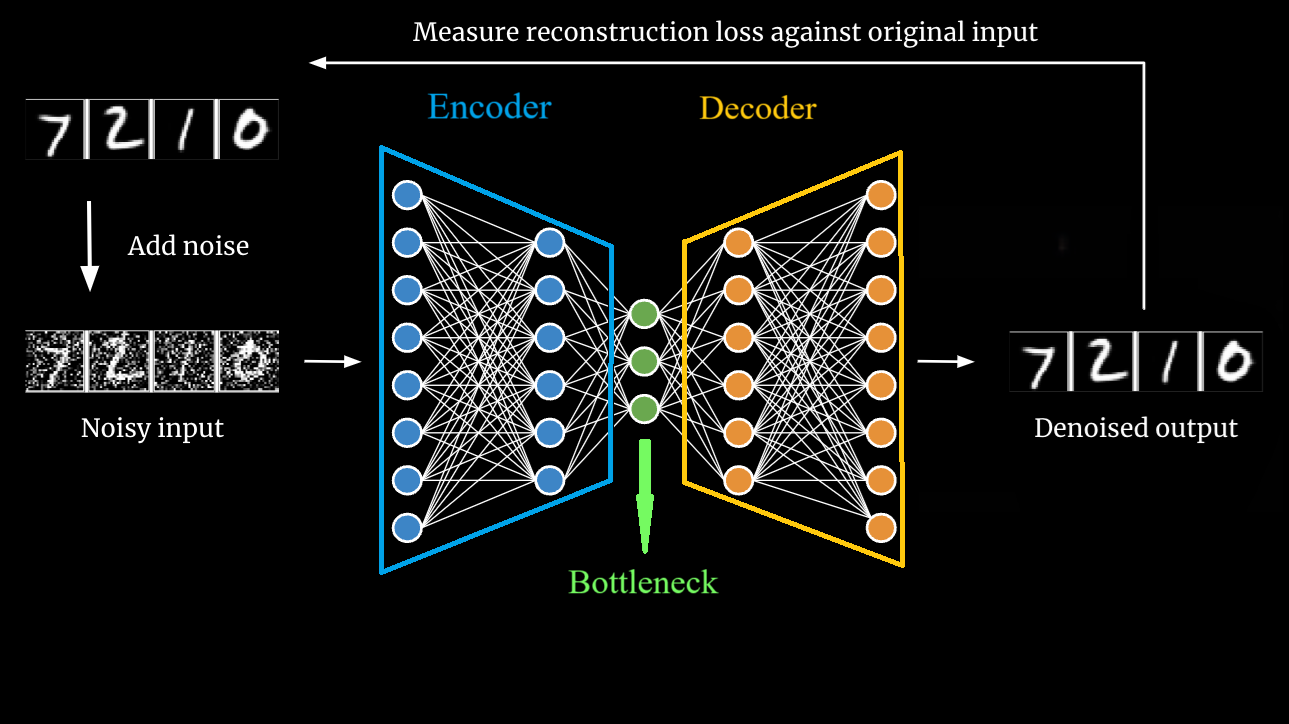 Measure reconstruction loss against original input
Encoder
Decoder
7 2 1 0
Add noise
7 2 1 0
Noisy input
7 2 1 0
Denoised output
Bottleneck